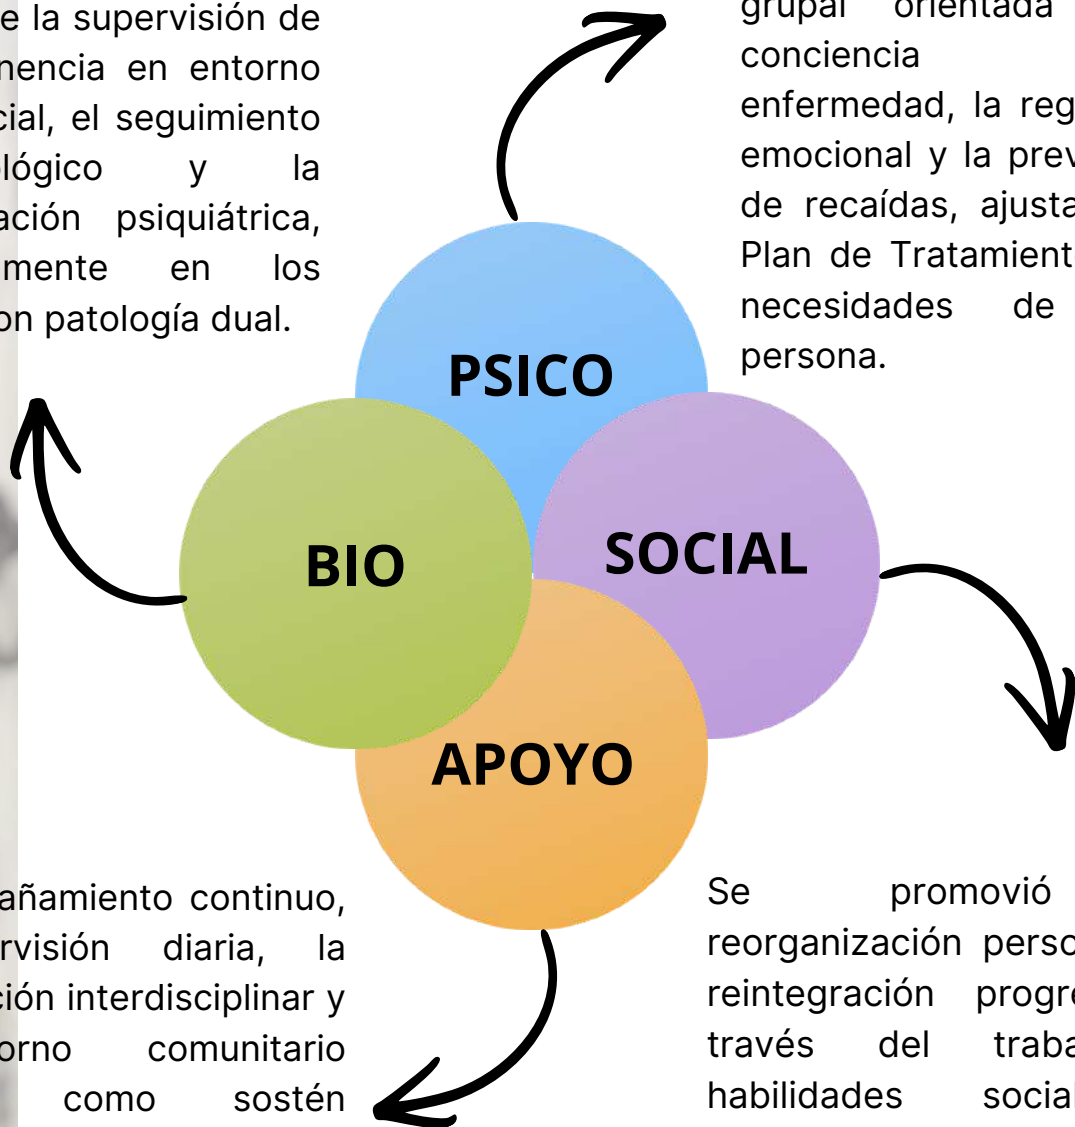 e la supervisión de
nencia en entorno
cial, el seguimiento
ológico y la
ación psiquiátrica,
mente en los
on patología dual.
grupal orientada
conciencia
enfermedad, la reg
emocional y la prev
de recaídas, ajusta
Plan de Tratamiento
necesidades de
persona.
PSICO
BIO
SOCIAL
APOYO
añamiento continuo,
rvisión diaria, la
ción interdisciplinar y
orno comunitario
como sostén
Se promovió
reorganización perso
reintegración progre
través del traba
habilidades social